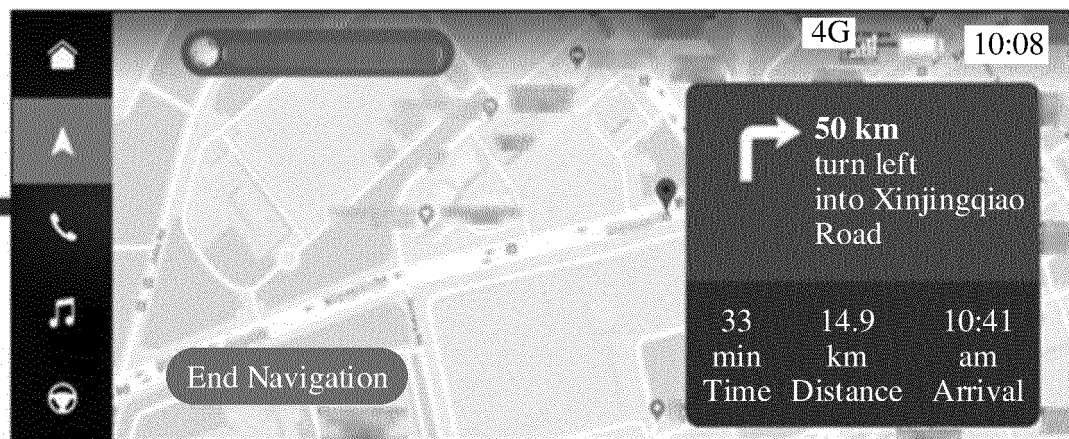 4G
10:08
50 km
turn left
into Xinjingqiao
Road
33
min
Time
14.9
km
Distance
10:41
am
Arrival
End Navigation